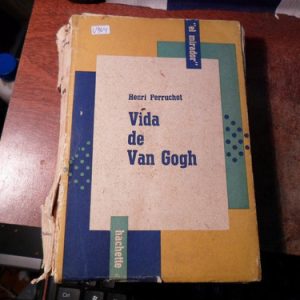 "el mirador"
Henri Perruchot
Vida
de
Van Gogh
hachette